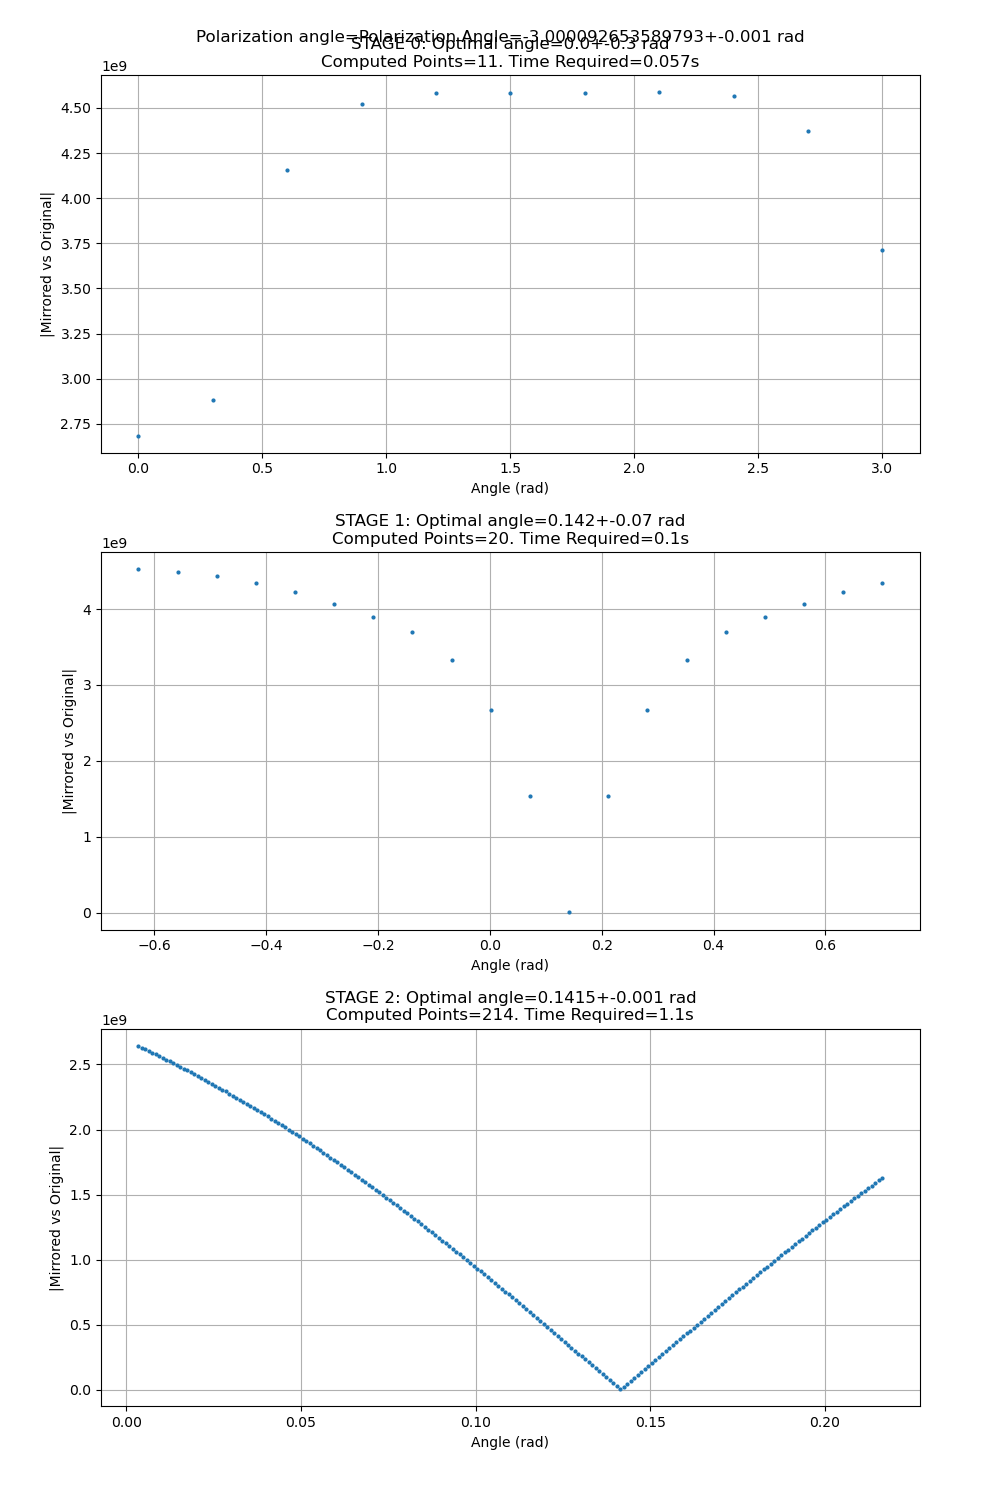 Polarization angle=Polarization Angle=-3.000092653589793+-0.001 rad
STAGE 0: Optimal angle=0.0+-0.3 rad
Computed Points=11. Time Required=0.057s
1e9
4.50
4.25
4.00
3.75
3.50
3.25
3.00
2.75
|Mirrored vs Original|
0.0 0.5 1.0 1.5 2.0 2.5 3.0
Angle (rad)
STAGE 1: Optimal angle=0.142+-0.07 rad
Computed Points=20. Time Required=0.1s
1e9
4
3
2
1
0
|Mirrored vs Original|
−0.6 −0.4 −0.2 0.0 0.2 0.4 0.6
Angle (rad)
STAGE 2: Optimal angle=0.1415+-0.001 rad
Computed Points=214. Time Required=1.1s
1e9
2.5
2.0
1.5
1.0
0.5
0.0
|Mirrored vs Original|
0.00 0.05 0.10 0.15 0.20
Angle (rad)